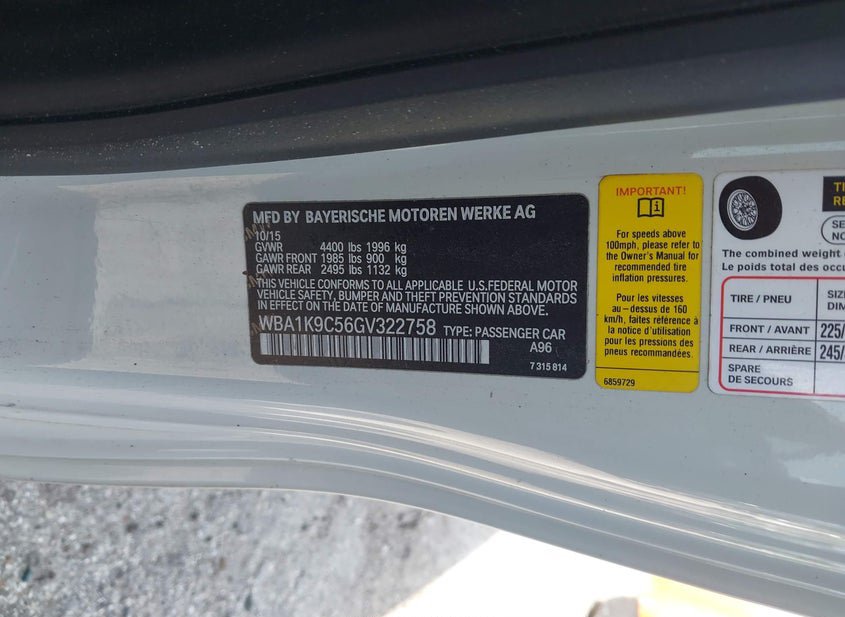 MFD BY BAYERISCHE MOTOREN WERKE AG
10/15
GVWR 4400 lbs 1996 kg
GAWR FRONT 1985 lbs 900 kg
GAWR REAR 2495 lbs 1132 kg
THIS VEHICLE CONFORMS TO ALL APPLICABLE U.S.FEDERAL MOTOR
VEHICLE SAFETY, BUMPER AND THEFT PREVENTION STANDARDS
IN EFFECT ON THE DATE OF MANUFACTURE SHOWN ABOVE.
WBA1K9C56GV322758 TYPE: PASSENGER CAR
A96
7 315 814
IMPORTANT!
For speeds above
100mph, please refer to
the Owner's Manual for
recommended tire
inflation pressures.
Pour les vitesses
au-dessus de 160
km/h, faites référence à
la notice d'utilisation
pour les pressions des
pneus recommandées.
6859729
The combined weight
Le poids total des occu
TIRE / PNEU
FRONT / AVANT 225/
REAR / ARRIÈRE 245/
SPARE
DE SECOURS